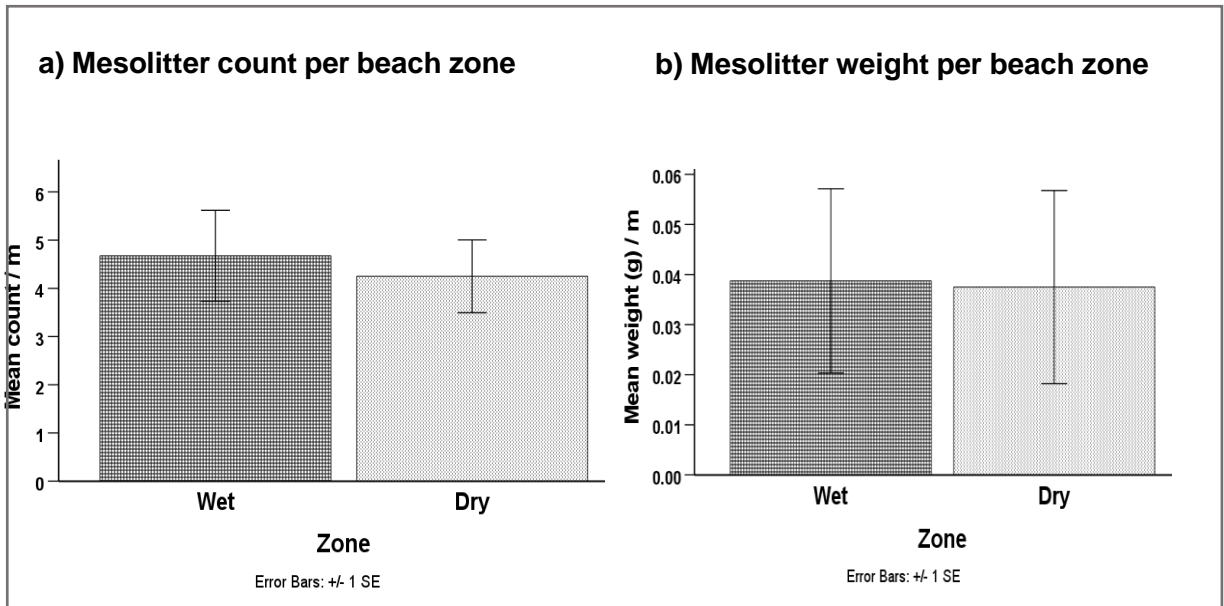 a) Mesolitter count per beach zone
Mean count / m
6
5
4
3
2
1
0
Wet
Dry
Zone
Error Bars: +/- 1 SE
b) Mesolitter weight per beach zone
Mean weight (g) / m
0.06
0.05
0.04
0.03
0.02
0.01
0.00
Wet
Dry
Zone
Error Bars: +/- 1 SE